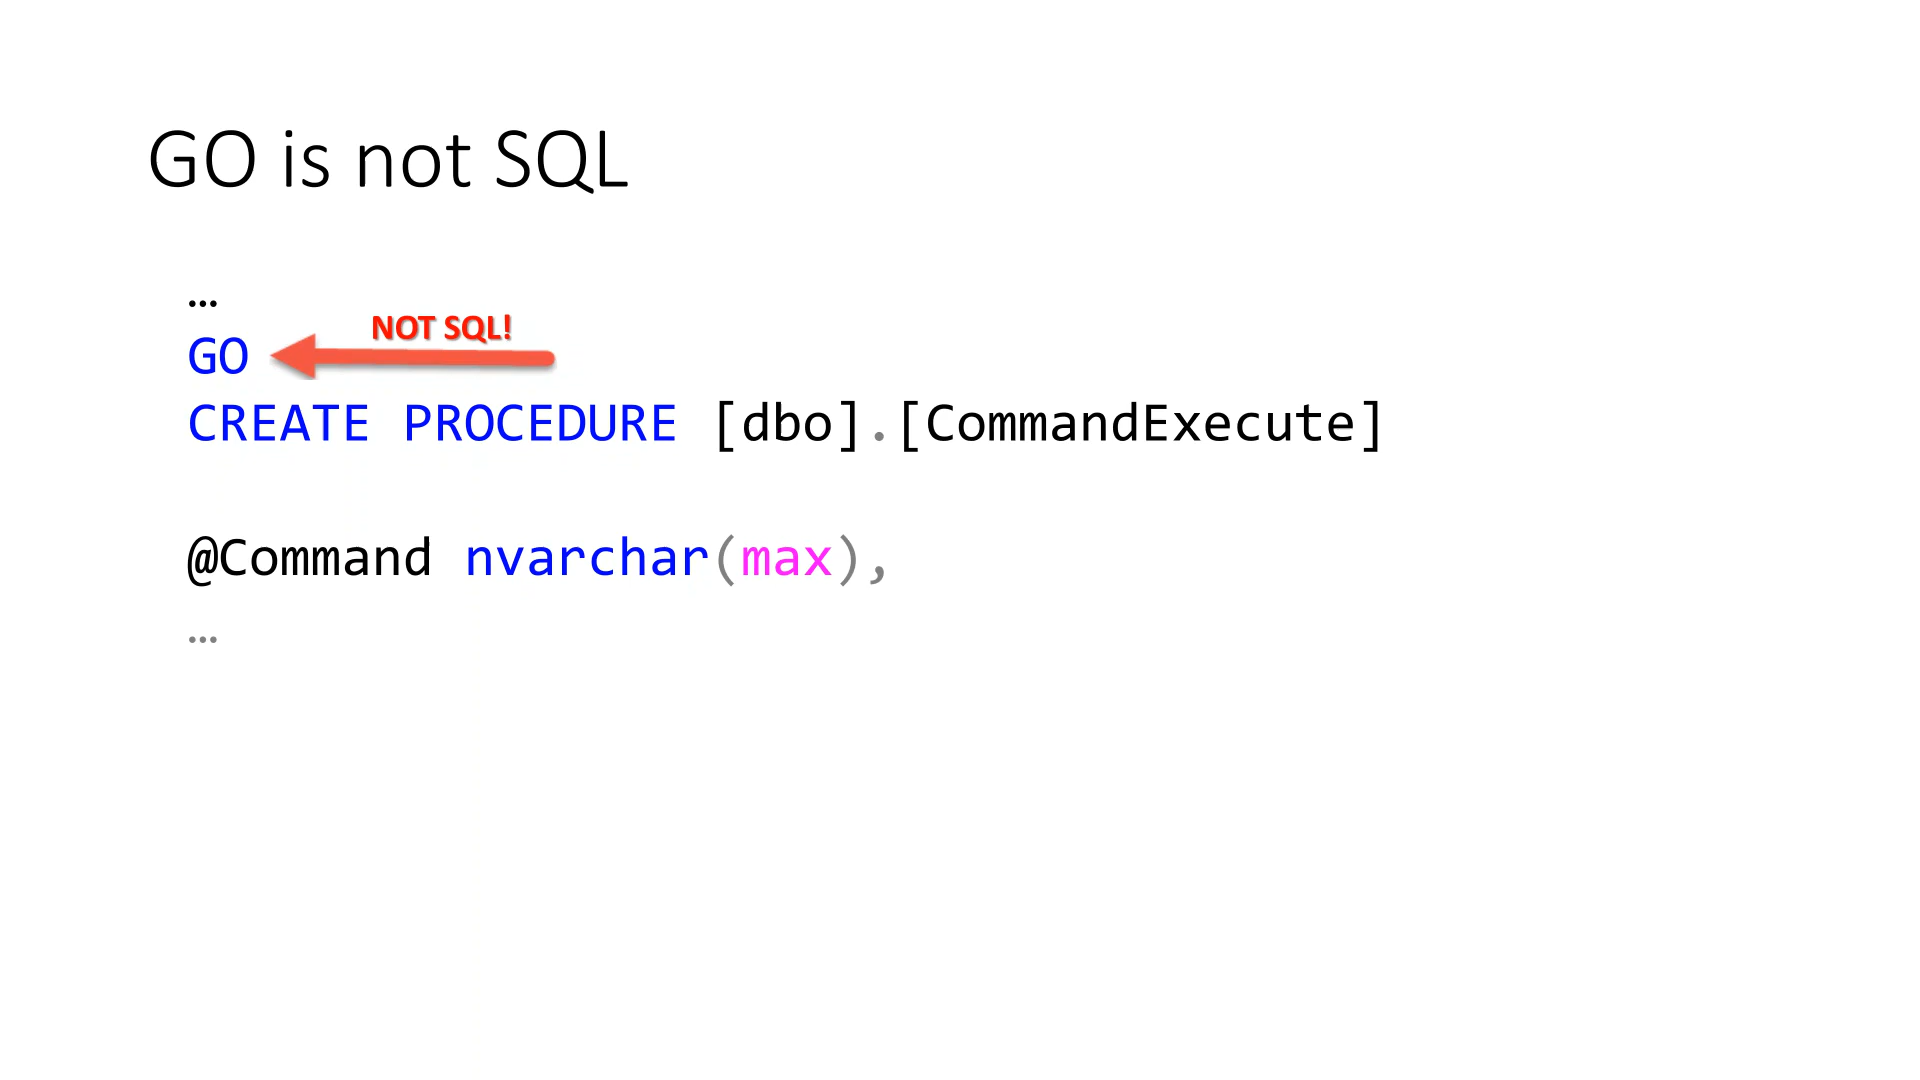 GO is not SQL
…
NOT SQL!
GO
CREATE PROCEDURE [dbo].[CommandExecute]
@Command nvarchar(max),
…